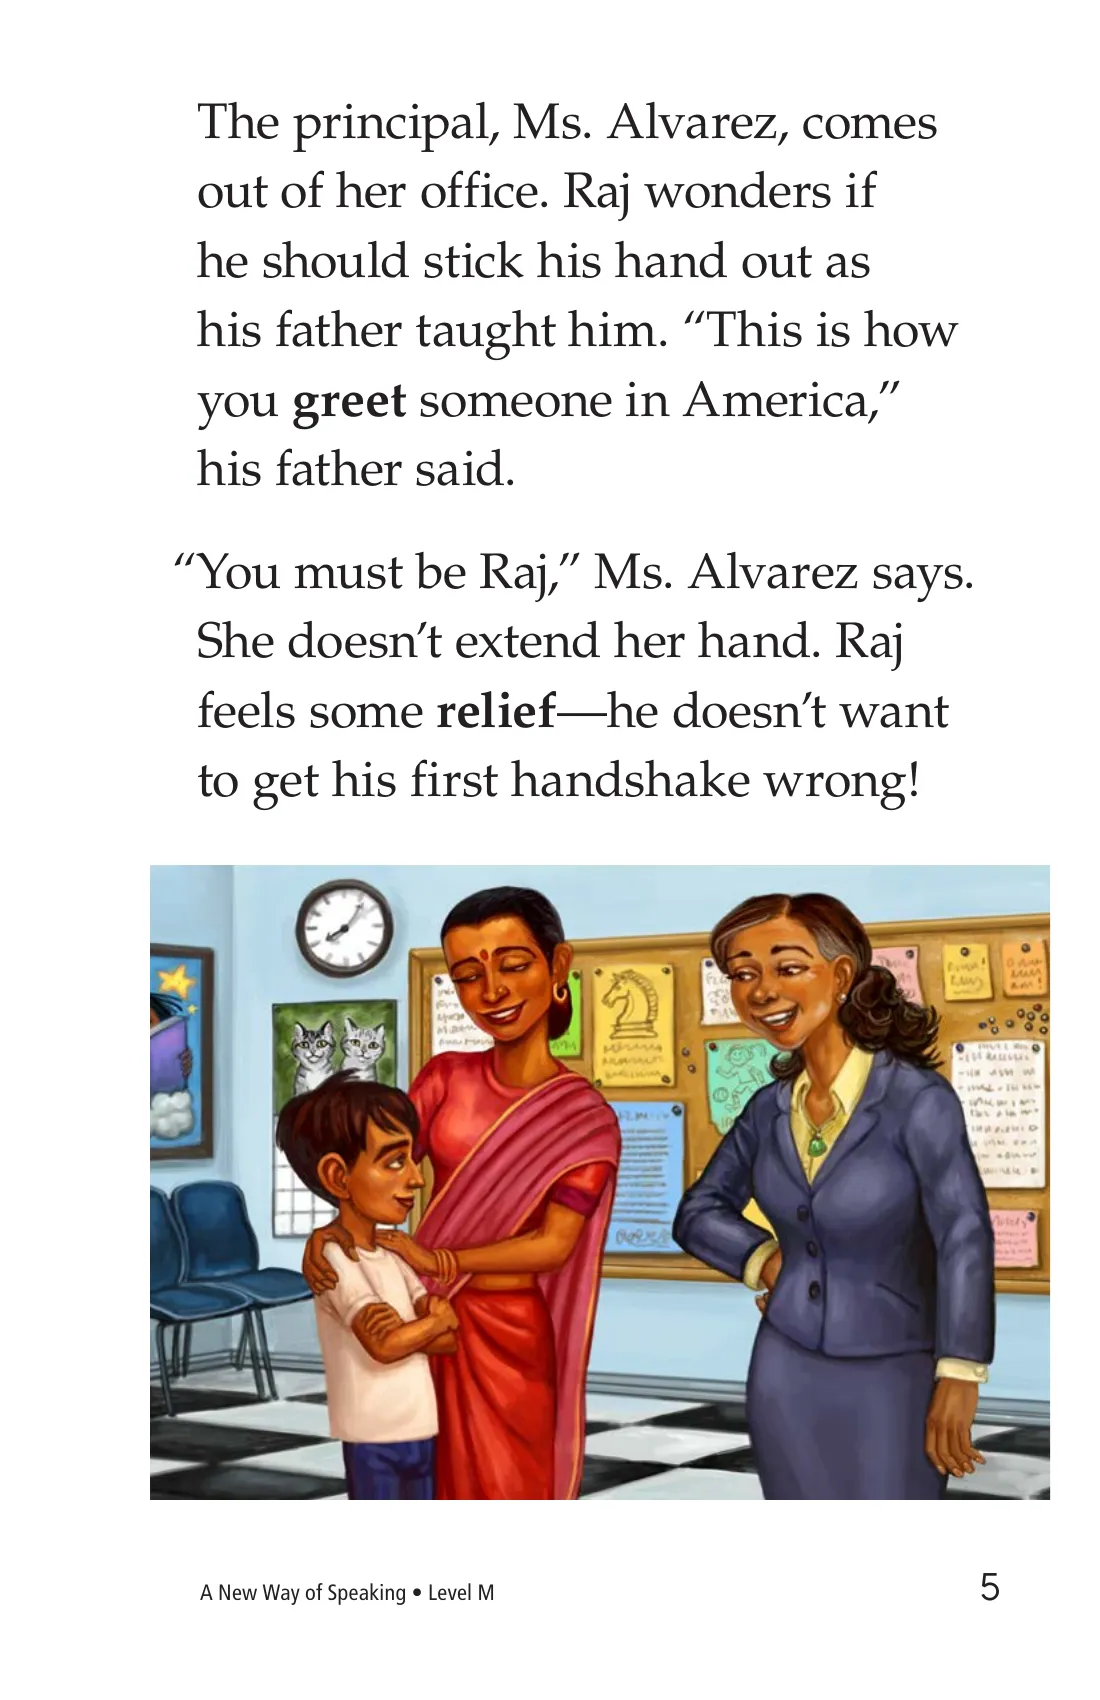 The principal, Ms. Alvarez, comes
out of her office. Raj wonders if
he should stick his hand out as
his father taught him. “This is how
you greet someone in America,”
his father said.
“You must be Raj,” Ms. Alvarez says.
She doesn’t extend her hand. Raj
feels some relief—he doesn’t want
to get his first handshake wrong!
A New Way of Speaking • Level M
5